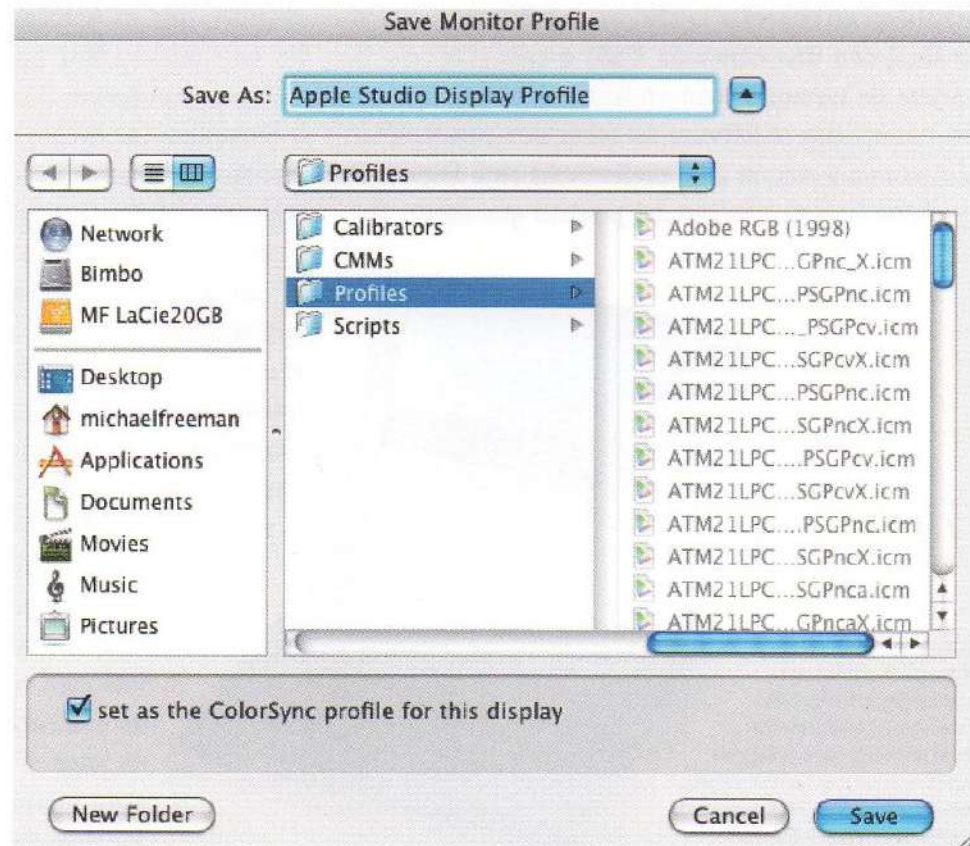 Save Monitor Profile
Save As: Apple Studio Display Profile
Profiles
Network
Bimbo
MF LaCie20GB
Desktop
michaelfreeman
Applications
Documents
Movies
Music
Pictures
Calibrators
CMMs
Profiles
Scripts
Adobe RGB (1998)
ATM21LPC...GPnc_X.icm
ATM21LPC...PSGPnc.icm
ATM21LPC..._PSGPcv.icm
ATM21LPC...SGPcvX.icm
ATM21LPC...PSGPnc.icm
ATM21LPC...SGPncX.icm
ATM21LPC....PSGPcv.icm
ATM21LPC...SGPcvX.icm
ATM21LPC....PSGPnc.icm
ATM21LPC...SGPncX.icm
ATM21LPC...SGPnca.icm
ATM21LPC...GPncaX.icm
set as the ColorSync profile for this display
New Folder
Cancel
Save